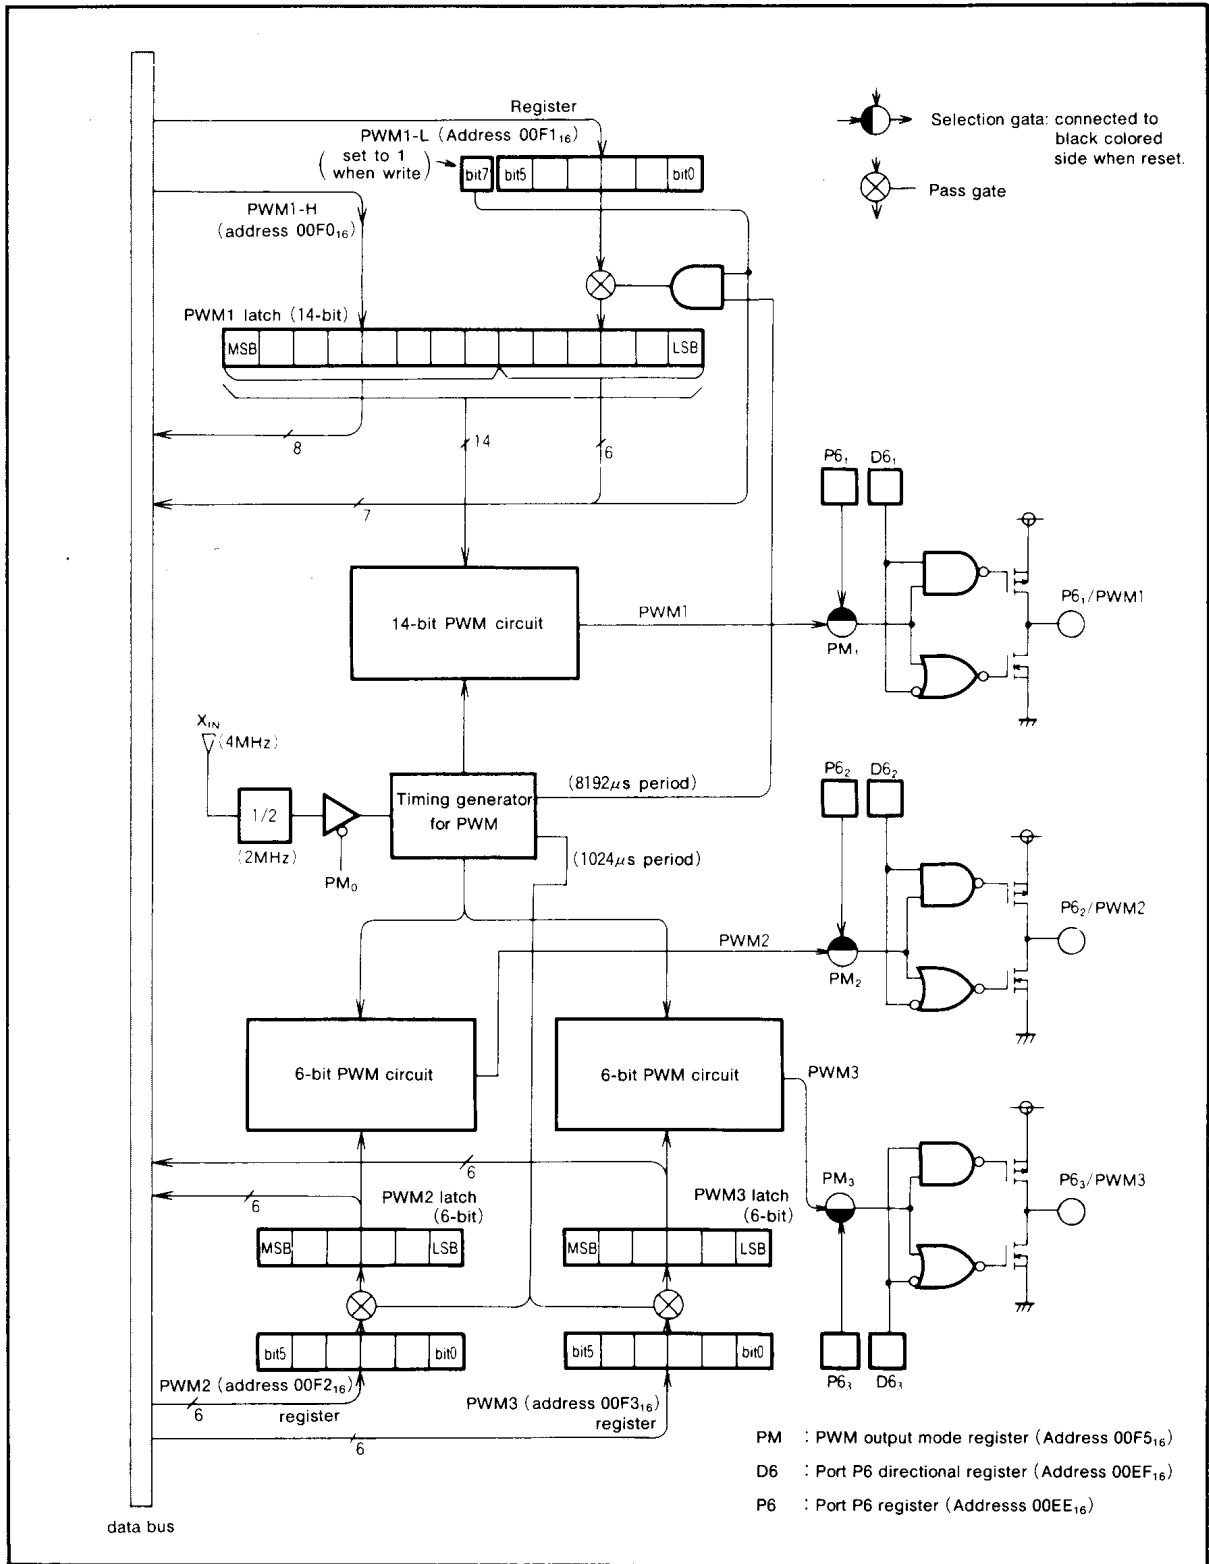 Register
PWM1-L (Address 00F1₁₆)
(set to 1
when write)
bit7
bit5
bit0
Selection gata: connected to
black colored
side when reset.
Pass gate
PWM1-H
(address 00F0₁₆)
PWM1 latch (14-bit)
MSB
LSB
8
14
6
7
P6₁
D6₁
14-bit PWM circuit
PWM1
PM₁
P6₁/PWM1
X_IN
(4MHz)
1/2
(2MHz)
PM₀
Timing generator
for PWM
(8192μs period)
(1024μs period)
P6₂
D6₂
PWM2
PM₂
P6₂/PWM2
6-bit PWM circuit
6-bit PWM circuit
PWM3
6
6
PWM2 latch
(6-bit)
PWM3 latch
(6-bit)
PM₃
P6₃/PWM3
MSB
LSB
MSB
LSB
bit5
bit0
bit5
bit0
P6₃
D6₃
PWM2 (address 00F2₁₆)
register
6
PWM3 (address 00F3₁₆)
register
6
PM : PWM output mode register (Address 00F5₁₆)
D6 : Port P6 directional register (Address 00EF₁₆)
P6 : Port P6 register (Addresss 00EE₁₆)
data bus